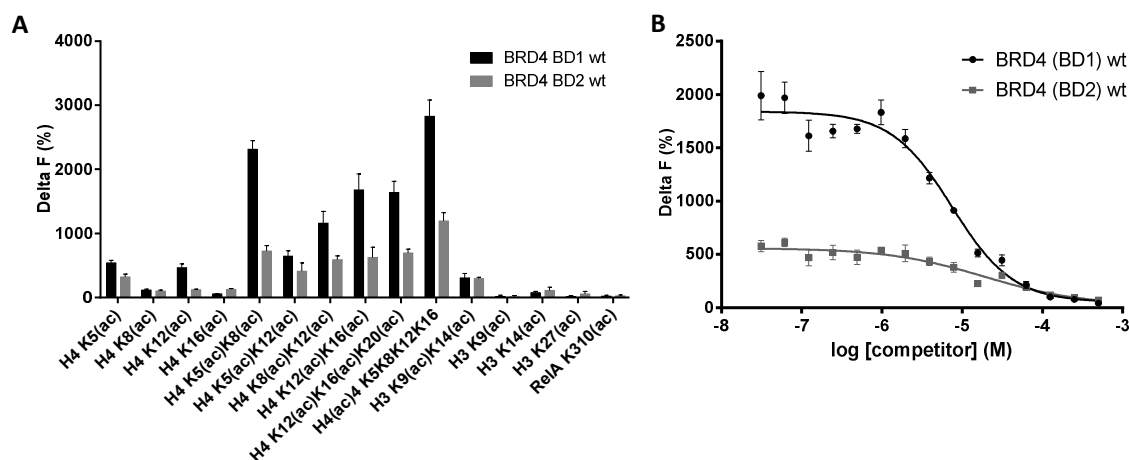 A
Delta F (%)
4000
3000
2000
1000
0
BRD4 BD1 wt
BRD4 BD2 wt
H4 K5(ac)
H4 K8(ac)
H4 K12(ac)
H4 K16(ac)
H4 K5(ac)K8(ac)
H4 K5(ac)K12(ac)
H4 K8(ac)K12(ac)
H4 K12(ac)K16(ac)
H4 K12(ac)K16(ac)K20(ac)
H4(ac)4 K5K8K12K16
H3 K9(ac)K14(ac)
H3 K9(ac)
H3 K14(ac)
H3 K27(ac)
RelA K310(ac)
B
Delta F (%)
2500
2000
1500
1000
500
0
BRD4 (BD1) wt
BRD4 (BD2) wt
-8 -7 -6 -5 -4 -3
log [competitor] (M)